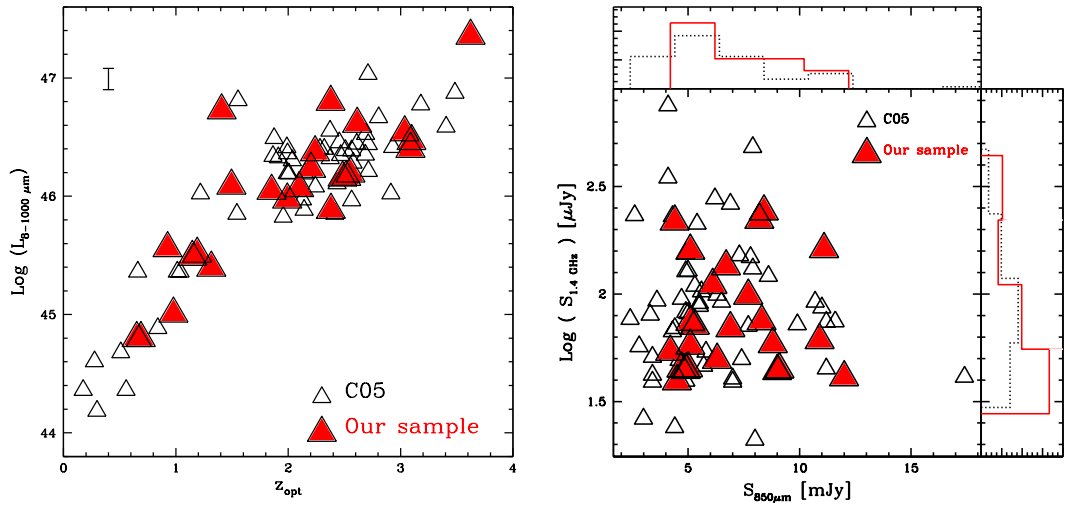 47
46
45
44
Log (L8-1000 μm)
C05
Our sample
0
1
2
3
4
zopt
C05
Our sample
2.5
2
1.5
Log ( S1.4 GHz ) [μJy]
5
10
15
S850μm [mJy]